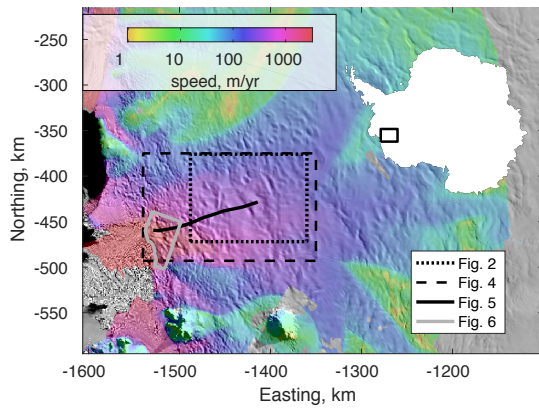 -250
-300
-350
-400
-450
-500
-550
Northing, km
1 10 100 1000
speed, m/yr
Fig. 2
Fig. 4
Fig. 5
Fig. 6
-1600 -1500 -1400 -1300 -1200
Easting, km